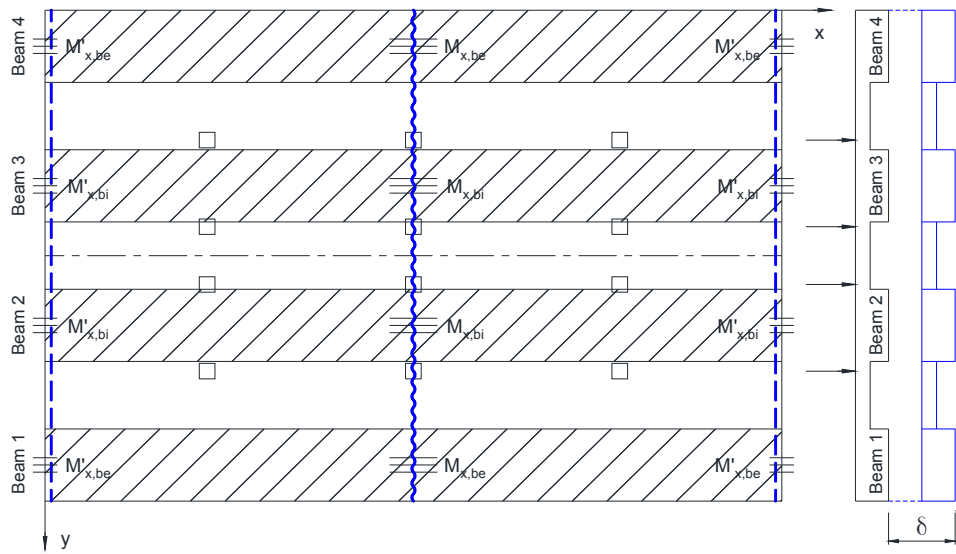 Beam 4
M'x,be
Mx,be
M'x,be
x
Beam 4
Beam 3
M'x,bi
Mx,bi
M'x,bi
Beam 3
Beam 2
M'x,bi
Mx,bi
M'x,bi
Beam 2
Beam 1
M'x,be
Mx,be
M'x,be
Beam 1
δ
y